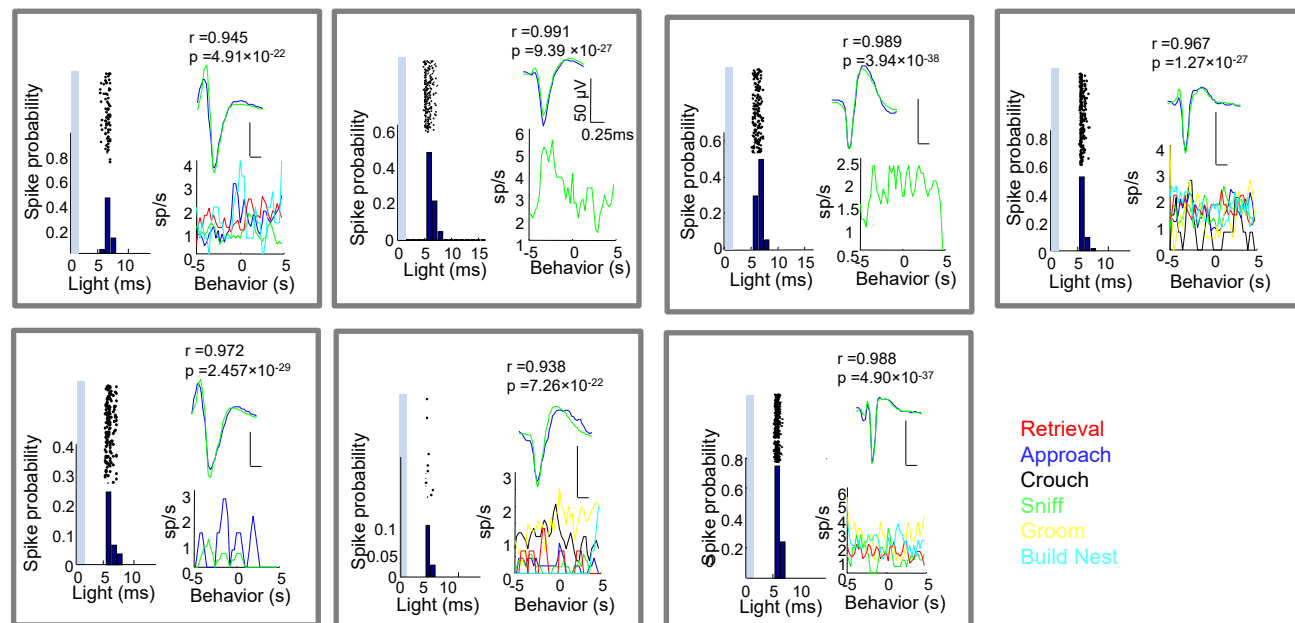 r =0.945
p =4.91×10-22
Spike probability
0.8
0.6
0.4
0.2
0 5 10
Light (ms)
sp/s
4
3
2
1
0
-5 0 5
Behavior (s)
r =0.991
p =9.39 ×10-27
50 µV
0.25ms
Spike probability
0.6
0.4
0.2
0
0 5 10 15
Light (ms)
sp/s
6
5
4
3
2
1
-5 0 5
Behavior (s)
r =0.989
p =3.94×10-38
Spike probability
0.6
0.4
0.2
0
0 5 10 15
Light (ms)
sp/s
2.5
2
1.5
1
0.5
-5 0 5
Behavior (s)
r =0.967
p =1.27×10-27
Spike probability
0.8
0.6
0.4
0.2
0
0 5 10
Light (ms)
sp/s
4
3
2
1
0
-5 0 5
Behavior (s)
r =0.972
p =2.457×10-29
Spike probability
0.4
0.3
0.2
0.1
0
0 5 10
Light (ms)
sp/s
3
2
1
0
-5 5
Behavior (s)
r =0.938
p =7.26×10-22
Spike probability
0.1
0.05
0
0 10
Light (ms)
sp/s
3
2
1
0
-5 0 5
Behavior (s)
r =0.988
p =4.90×10-37
Spike probability
0.8
0.6
0.4
0.2
0
0 5 10
Light (ms)
sp/s
6
5
4
3
2
1
-5 0 5
Behavior (s)
Retrieval
Approach
Crouch
Sniff
Groom
Build Nest